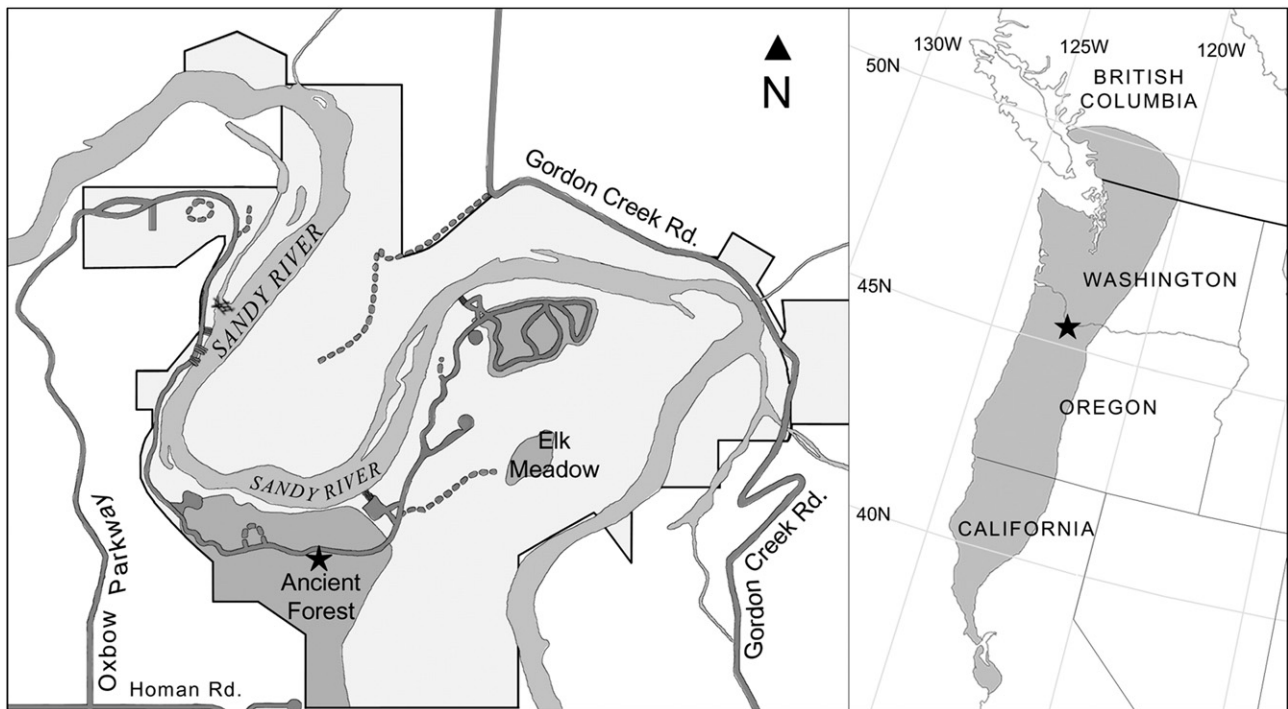 N
Gordon Creek Rd.
SANDY RIVER
Elk
Meadow
SANDY RIVER
Ancient
Forest
Oxbow Parkway
Gordon Creek Rd.
Homan Rd.
130W
125W
120W
50N
BRITISH
COLUMBIA
WASHINGTON
45N
OREGON
40N
CALIFORNIA